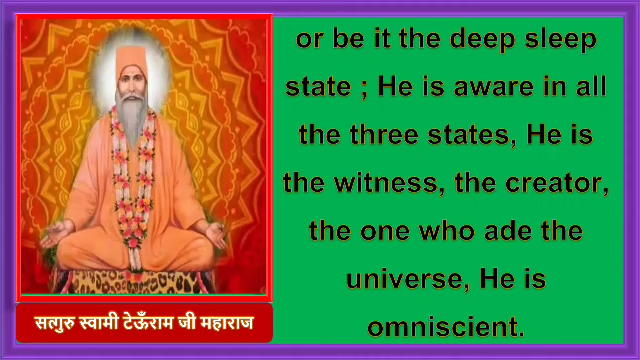 or be it the deep sleep
state ; He is aware in all
the three states, He is
the witness, the creator,
the one who ade the
universe, He is
omniscient.
सत्गुरु स्वामी टेऊँराम जी महाराज